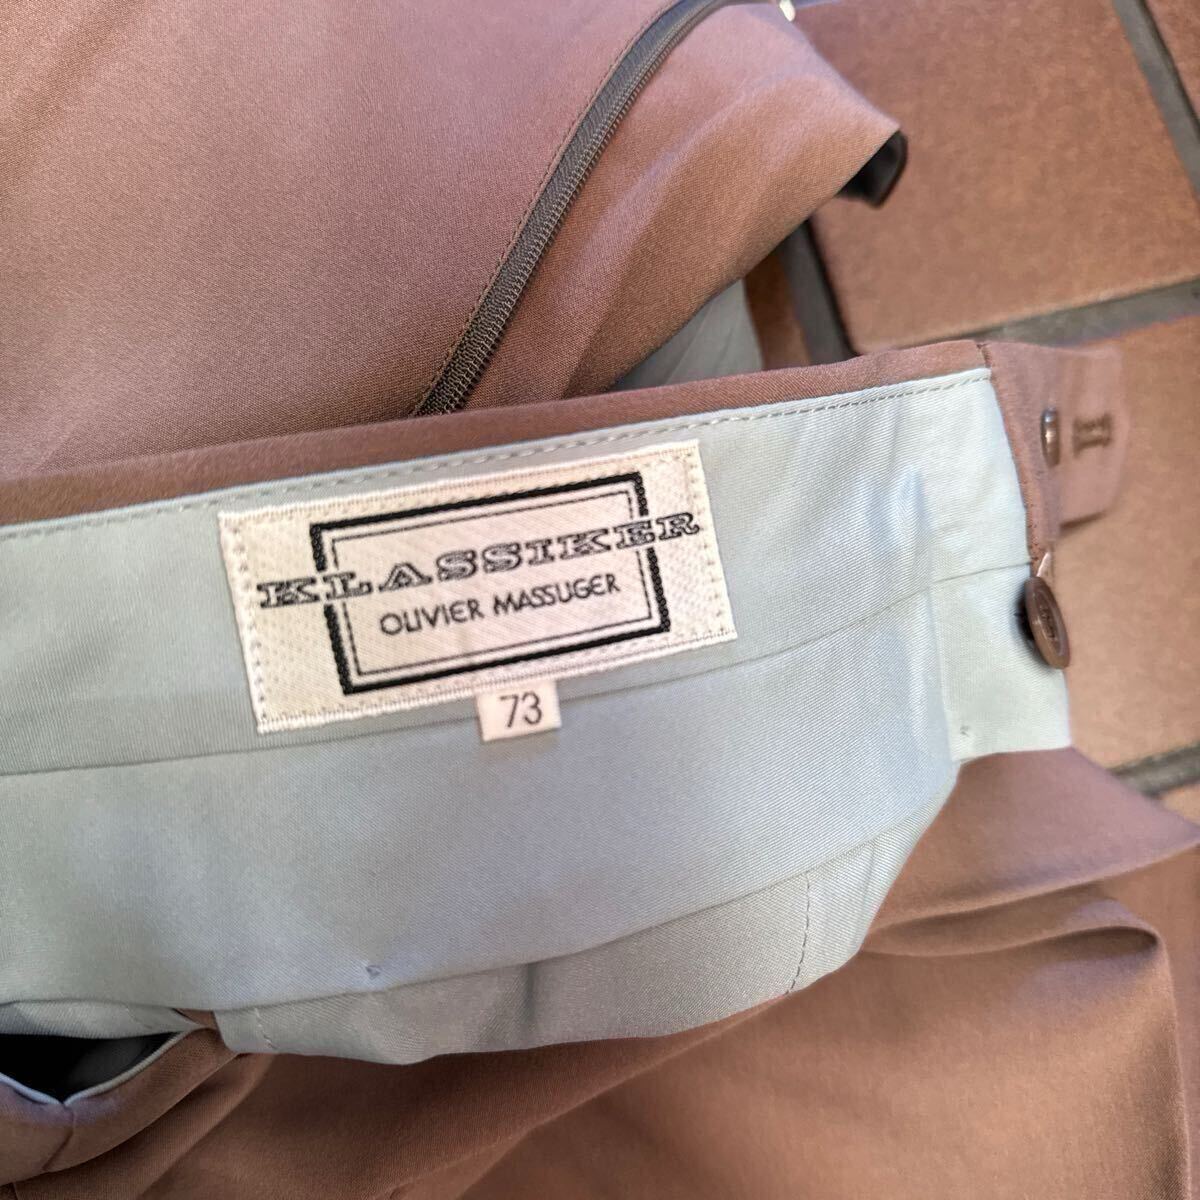 KLASSIKER
OLIVIER MASSUGER
73